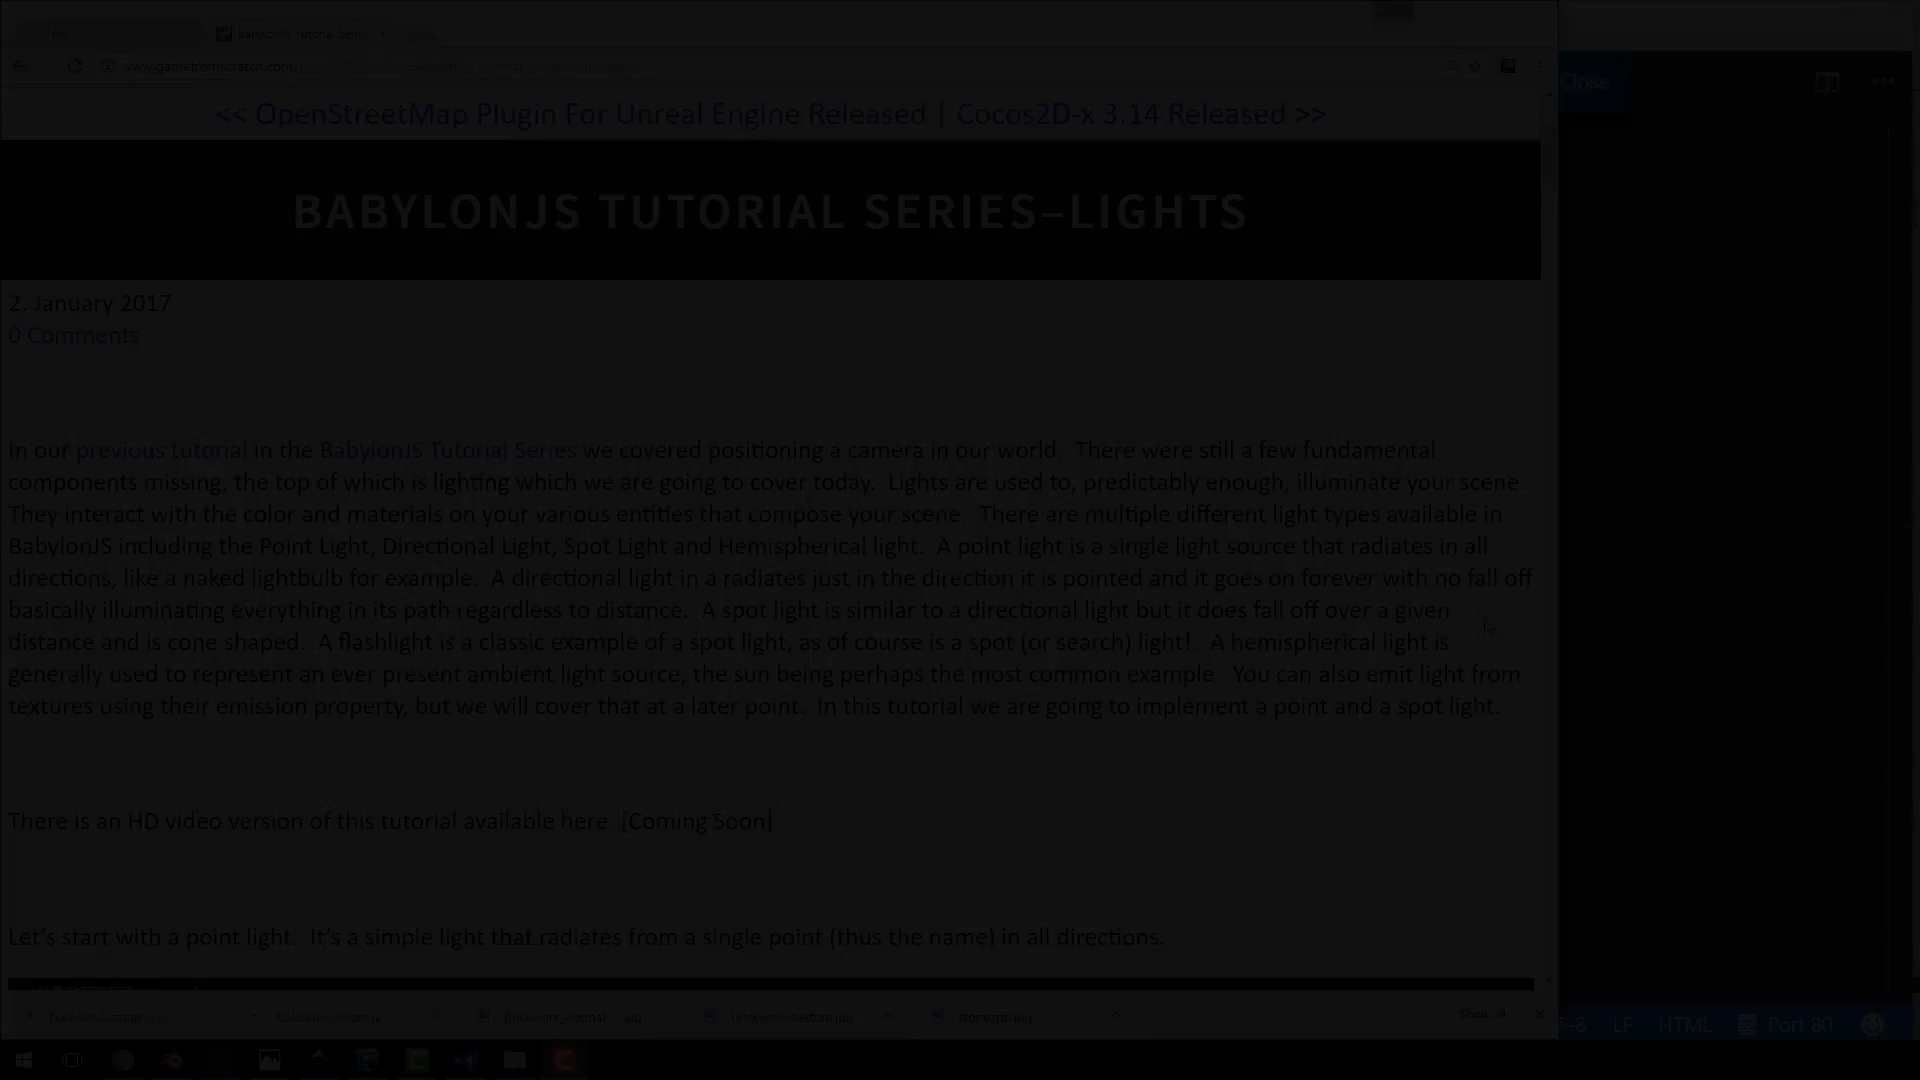 BabylonJS Tutorial Serie
www.gamefromscratch.com
Close
<< OpenStreetMap Plugin For Unreal Engine Released | Cocos2D-x 3.14 Released >>
BABYLONJS TUTORIAL SERIES–LIGHTS
2. January 2017
0 Comments
In our previous tutorial in the BabylonJS Tutorial Series we covered positioning a camera in our world.  There were still a few fundamental
components missing, the top of which is lighting which we are going to cover today.  Lights are used to, predictably enough, illuminate your scene.
They interact with the color and materials on your various entities that compose your scene.  There are multiple different light types available in
BabylonJS including the Point Light, Directional Light, Spot Light and Hemispherical light.  A point light is a single light source that radiates in all
directions, like a naked lightbulb for example.  A directional light in a radiates just in the direction it is pointed and it goes on forever with no fall off
basically illuminating everything in its path regardless to distance.  A spot light is similar to a directional light but it does fall off over a given
distance and is cone shaped.  A flashlight is a classic example of a spot light, as of course is a spot (or search) light!.  A hemispherical light is
generally used to represent an ever present ambient light source, the sun being perhaps the most common example.  You can also emit light from
textures using their emission property, but we will cover that at a later point.  In this tutorial we are going to implement a point and a spot light.
There is an HD video version of this tutorial available here. [Coming Soon]
Let's start with a point light.  It's a simple light that radiates from a single point (thus the name) in all directions.
Show all
LF HTML Port 80